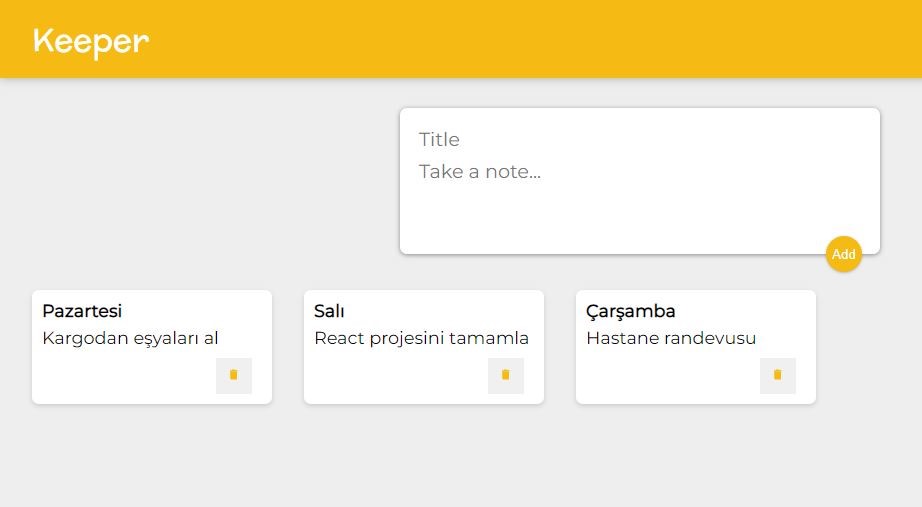 Keeper
Title
Take a note...
Add
Pazartesi
Kargodan eşyaları al
Salı
React projesini tamamla
Çarşamba
Hastane randevusu